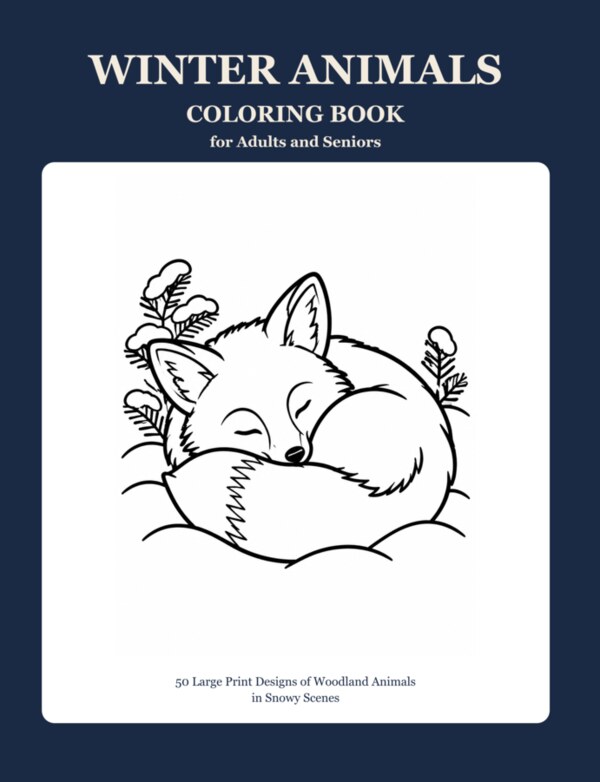 WINTER ANIMALS
COLORING BOOK
for Adults and Seniors
50 Large Print Designs of Woodland Animals
in Snowy Scenes